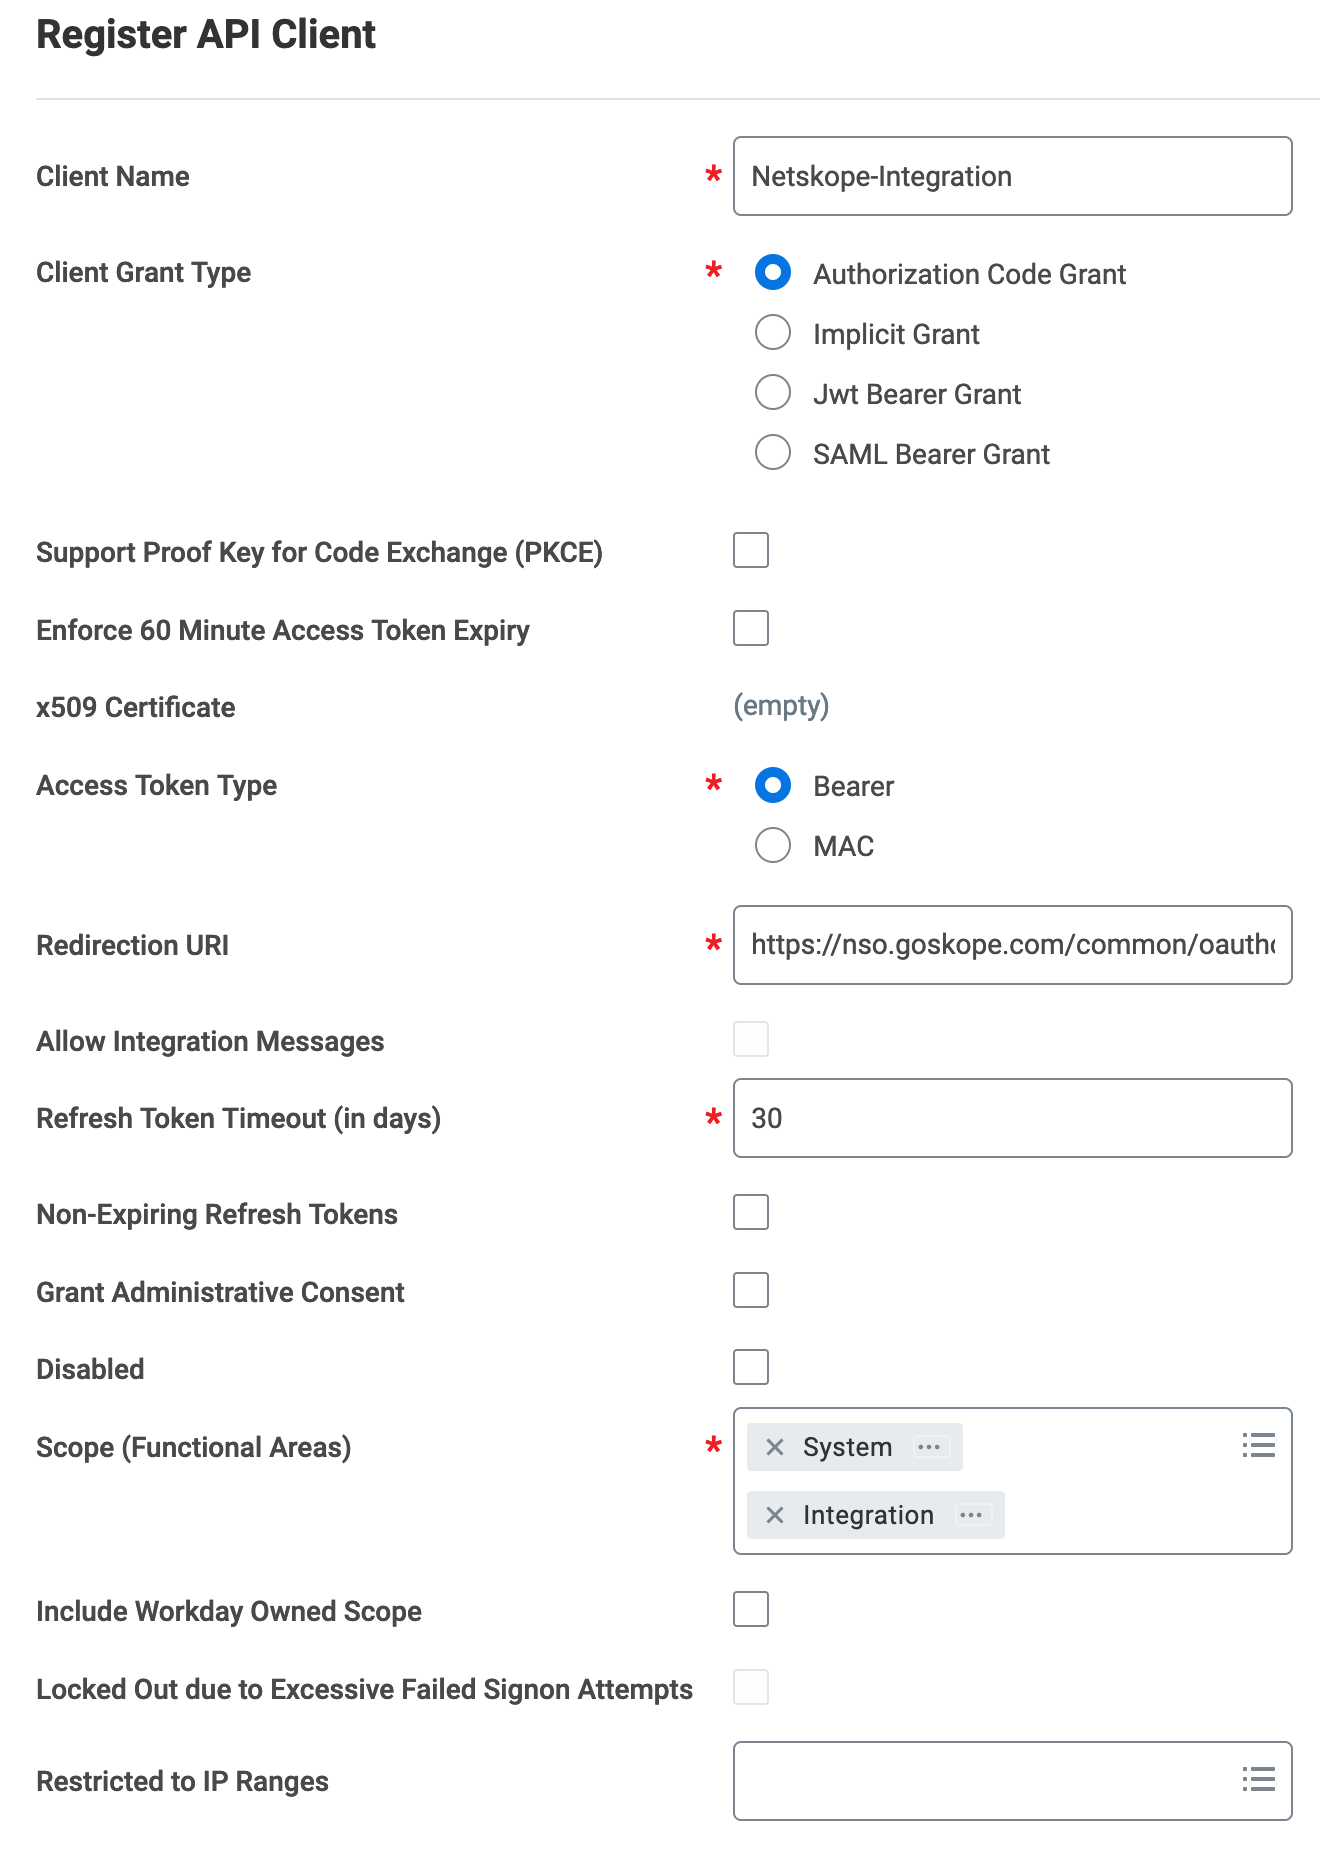 Register API Client
Client Name * Netskope-Integration
Client Grant Type * Authorization Code Grant
Implicit Grant
Jwt Bearer Grant
SAML Bearer Grant
Support Proof Key for Code Exchange (PKCE)
Enforce 60 Minute Access Token Expiry
x509 Certificate (empty)
Access Token Type * Bearer
MAC
Redirection URI * https://nso.goskope.com/common/oauth
Allow Integration Messages
Refresh Token Timeout (in days) * 30
Non-Expiring Refresh Tokens
Grant Administrative Consent
Disabled
Scope (Functional Areas) * × System ...
× Integration ...
Include Workday Owned Scope
Locked Out due to Excessive Failed Signon Attempts
Restricted to IP Ranges